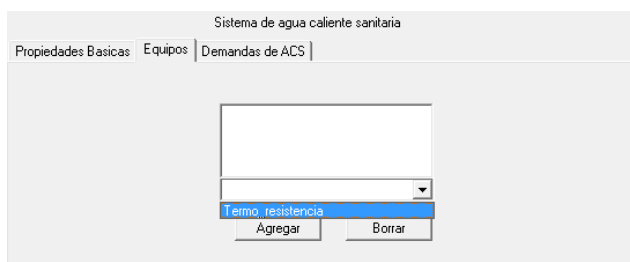 Sistema de agua caliente sanitaria
Propiedades Basicas Equipos Demandas de ACS
Termo_resistencia
Agregar Borrar